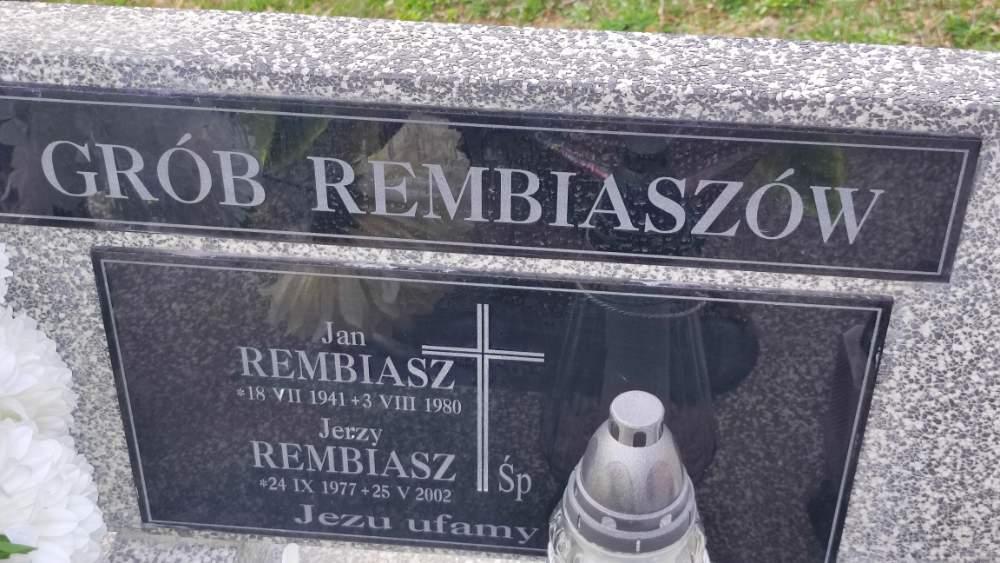 GRÓB REMBIASZÓW
Jan
REMBIASZ
*18 VII 1941 +3 VIII 1980
Jerzy
REMBIASZ
*24 IX 1977 +25 V 2002
Śp
Jezu ufamy